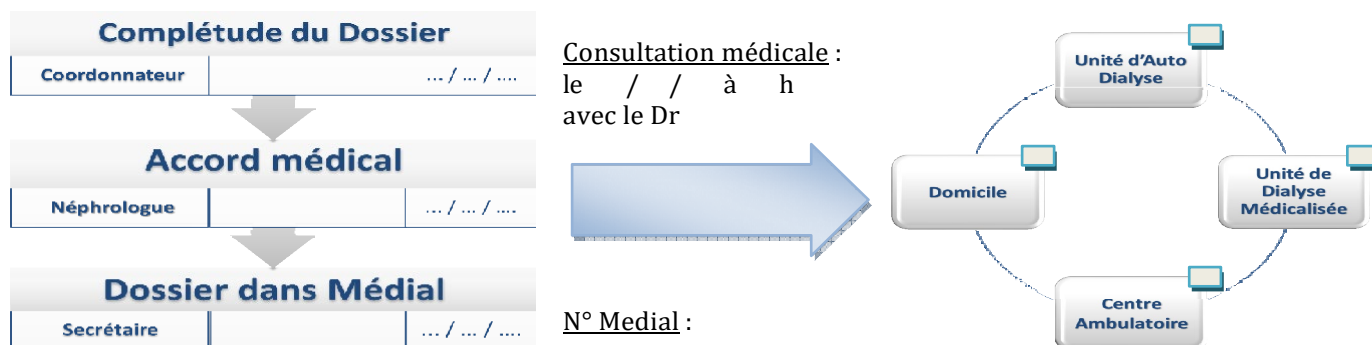 Complétude du Dossier
Coordonnateur ... / ... / ....
Accord médical
Néphrologue ... / ... / ....
Dossier dans Médial
Secrétaire ... / ... / ....
Consultation médicale :
le / / à h
avec le Dr
N° Medial :
Unité d'Auto
Dialyse
Domicile
Unité de
Dialyse
Médicalisée
Centre
Ambulatoire